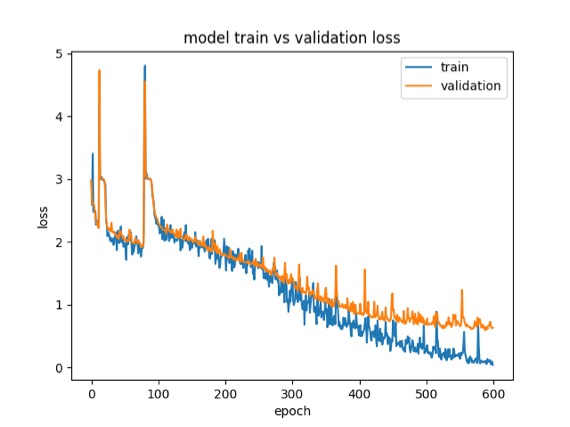 model train vs validation loss
5
4
3
2
1
0
loss
train
validation
0 100 200 300 400 500 600
epoch